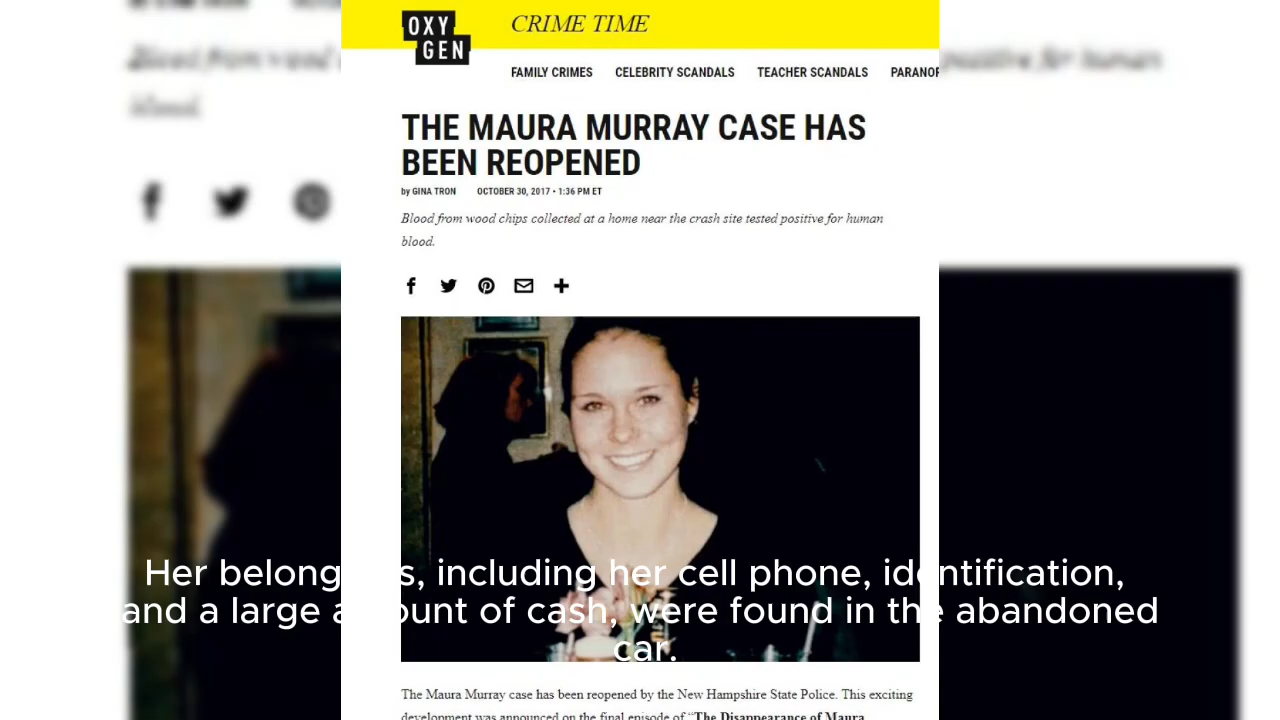 OXY
GEN
CRIME TIME
FAMILY CRIMES CELEBRITY SCANDALS TEACHER SCANDALS
THE MAURA MURRAY CASE HAS
BEEN REOPENED
by GINA TRON OCTOBER 30, 2017 • 1:36 PM ET
Blood from wood chips collected at a home near the crash site tested positive for human
blood.
Her belongings, including her cell phone, identification,
and a large amount of cash, were found in the abandoned
car.
The Maura Murray case has been reopened by the New Hampshire State Police. This exciting
development was announced on the final episode of “The Disappearance of Maura